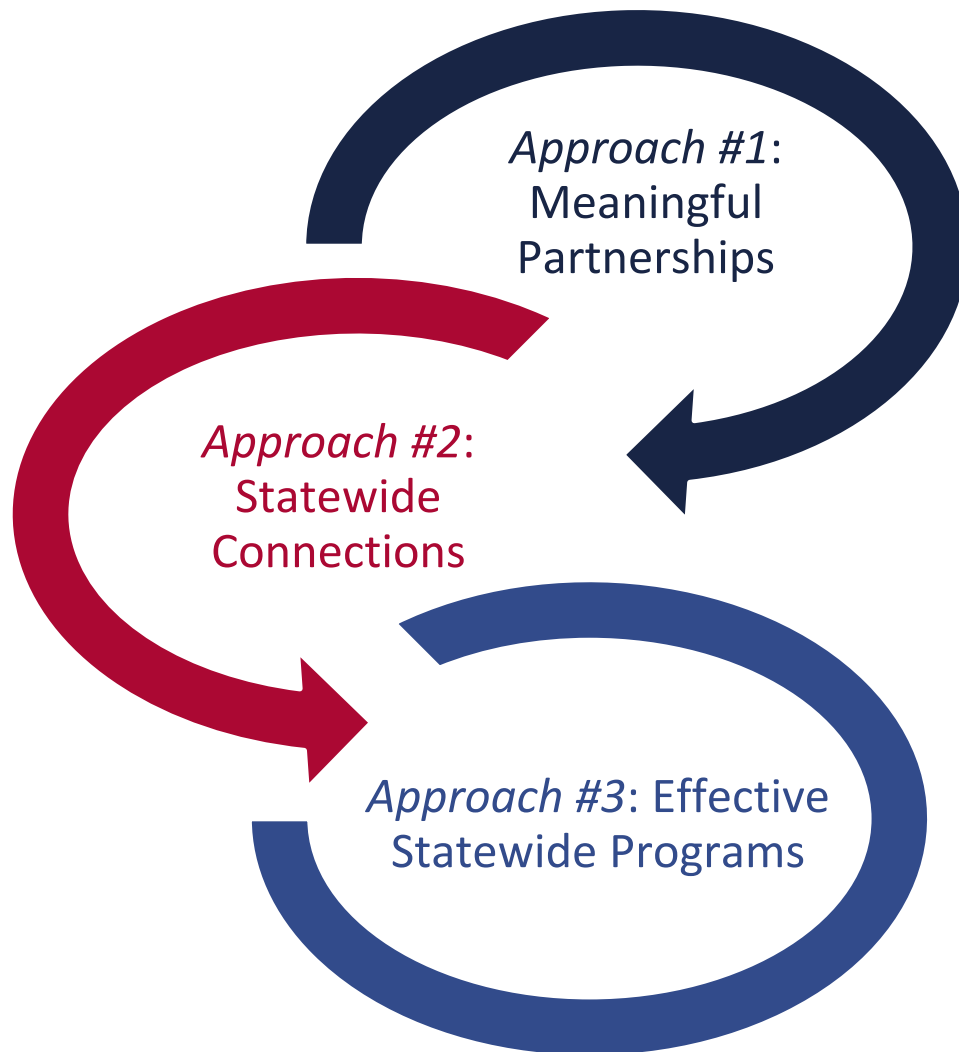 Approach #1:
Meaningful
Partnerships
Approach #2:
Statewide
Connections
Approach #3: Effective
Statewide Programs